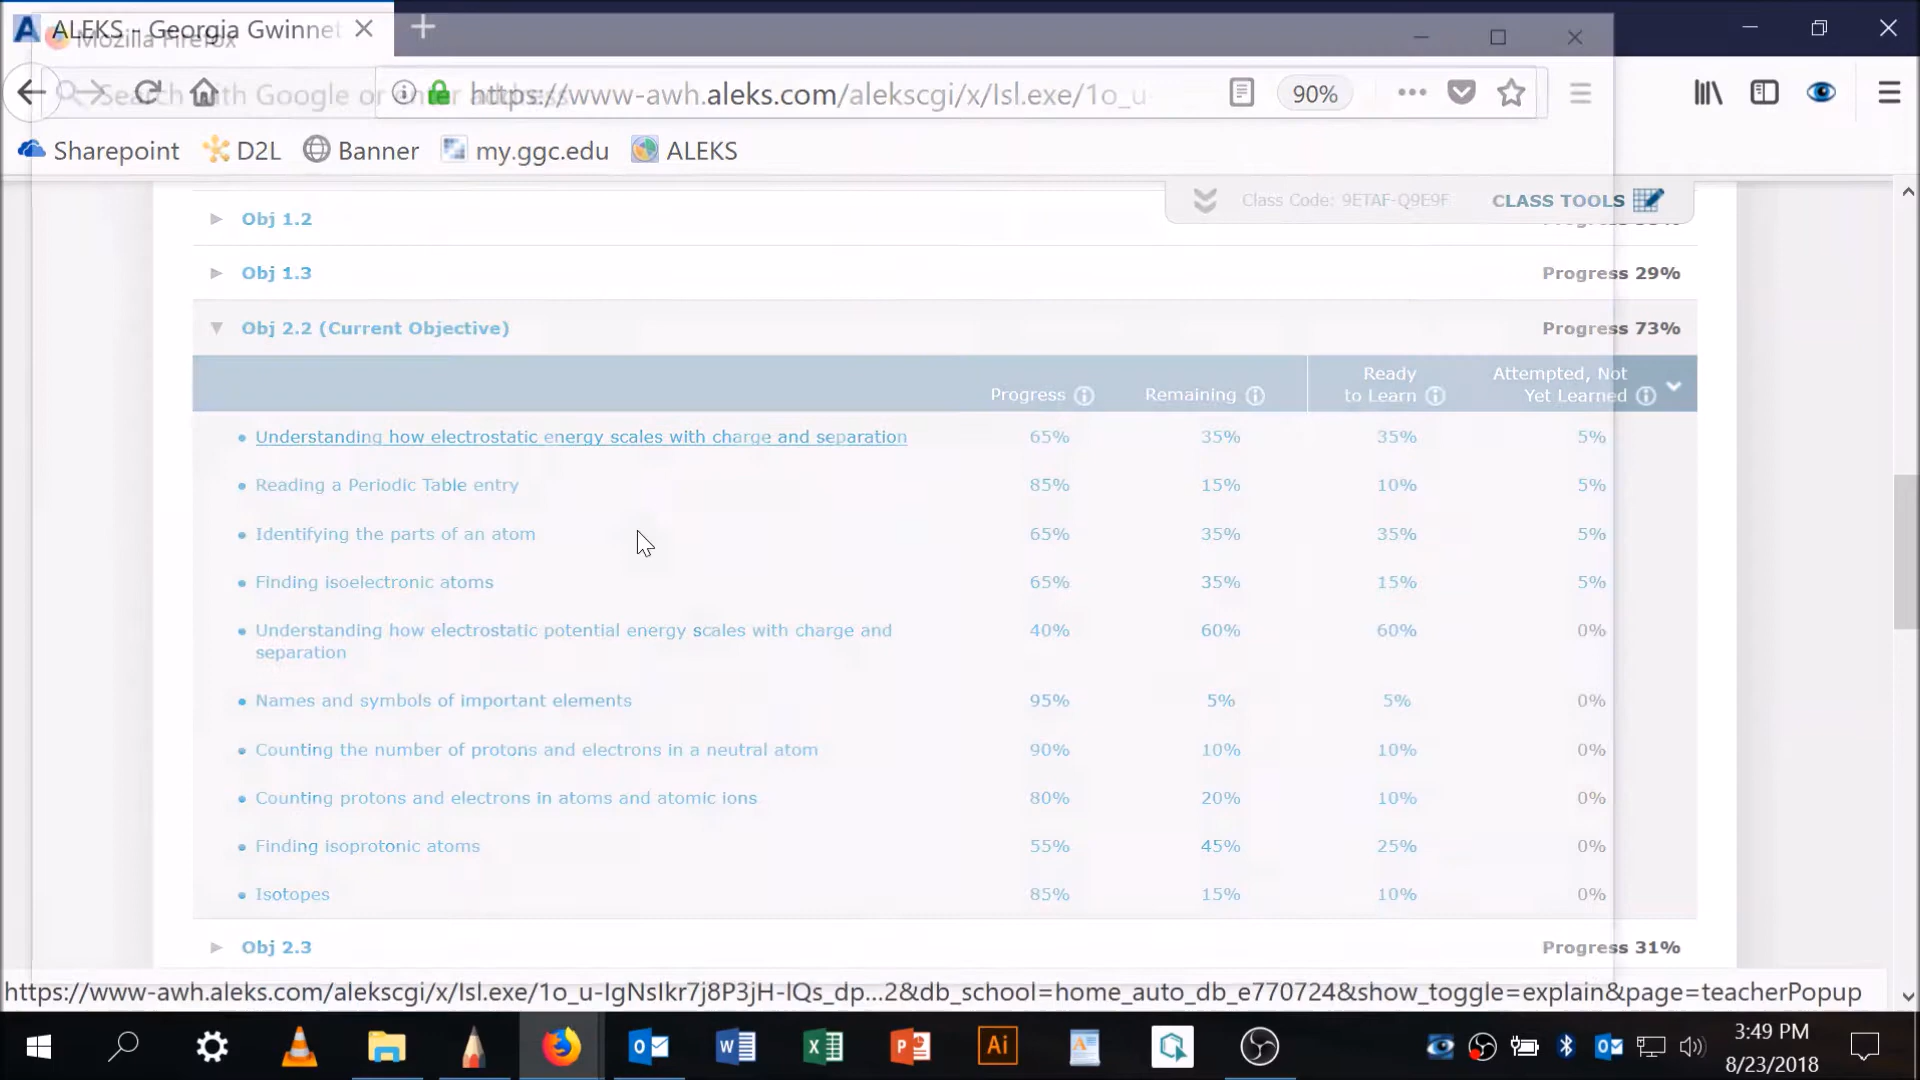 ALEKS - Georgia Gwinnet
Mozilla Firefox
Search with Google or enter address
https://www-awh.aleks.com/alekscgi/x/Isl.exe/1o_u-
90%
Sharepoint
D2L
Banner
my.ggc.edu
ALEKS
Class Code: 9ETAF-Q9E9F
CLASS TOOLS
Obj 1.2
Obj 1.3
Progress 29%
Obj 2.2 (Current Objective)
Progress 73%
Progress
Remaining
Ready
to Learn
Attempted, Not
Yet Learned
Understanding how electrostatic energy scales with charge and separation
65% 35% 35% 5%
Reading a Periodic Table entry
85% 15% 10% 5%
Identifying the parts of an atom
65% 35% 35% 5%
Finding isoelectronic atoms
65% 35% 15% 5%
Understanding how electrostatic potential energy scales with charge and
separation
40% 60% 60% 0%
Names and symbols of important elements
95% 5% 5% 0%
Counting the number of protons and electrons in a neutral atom
90% 10% 10% 0%
Counting protons and electrons in atoms and atomic ions
80% 20% 10% 0%
Finding isoprotonic atoms
55% 45% 25% 0%
Isotopes
85% 15% 10% 0%
Obj 2.3
Progress 31%
https://www-awh.aleks.com/alekscgi/x/Isl.exe/1o_u-IgNsIkr7j8P3jH-lQs_dp...2&db_school=home_auto_db_e770724&show_toggle=explain&page=teacherPopup
3:49 PM
8/23/2018